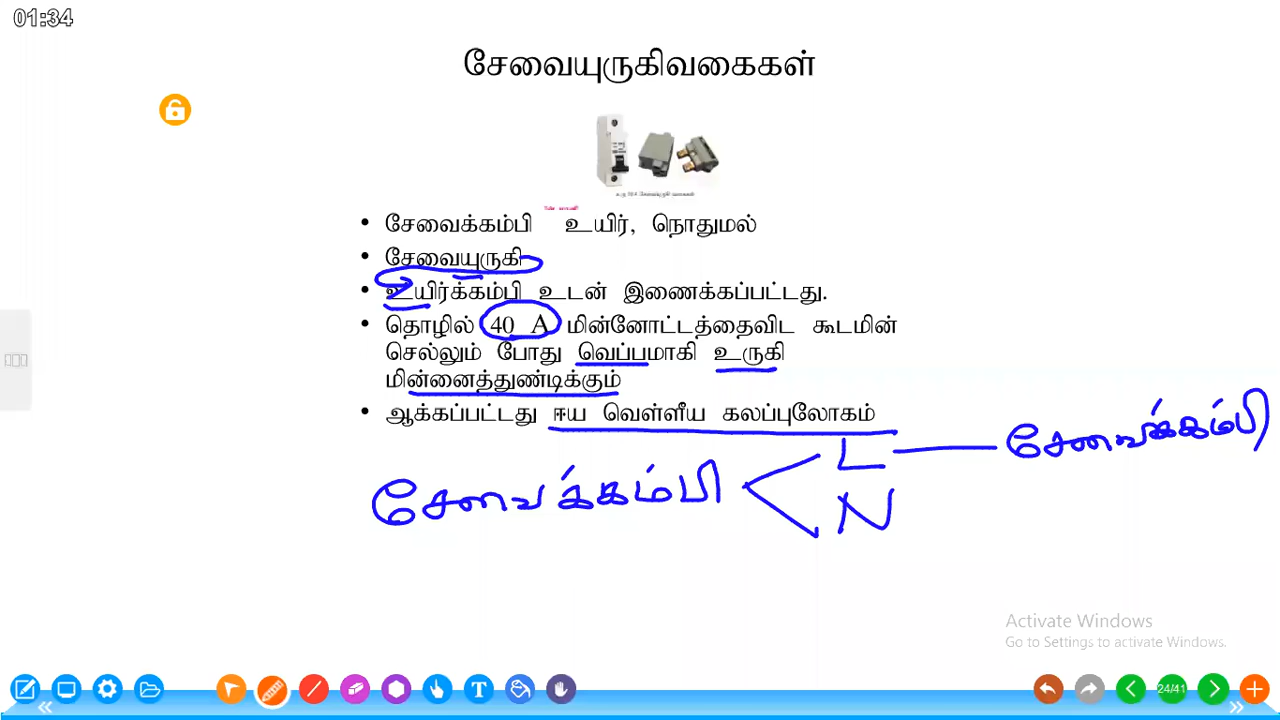 01:34
சேவையுருகிவகைகள்
• சேவைக்கம்பி உயிர், நொதுமல்
• சேவையுருகி
• உயிர்க்கம்பி உடன் இணைக்கப்பட்டது.
• தொழில் 40 A மின்னோட்டத்தைவிட கூடமின்
செல்லும் போது வெப்பமாகி உருகி
மின்னைத்துண்டிக்கும்
• ஆக்கப்பட்டது ஈய வெள்ளீய கலப்புலோகம்
L சேவைக்கம்பி
சேவைக்கம்பி
N
Activate Windows
Go to Settings to activate Windows.
24/41